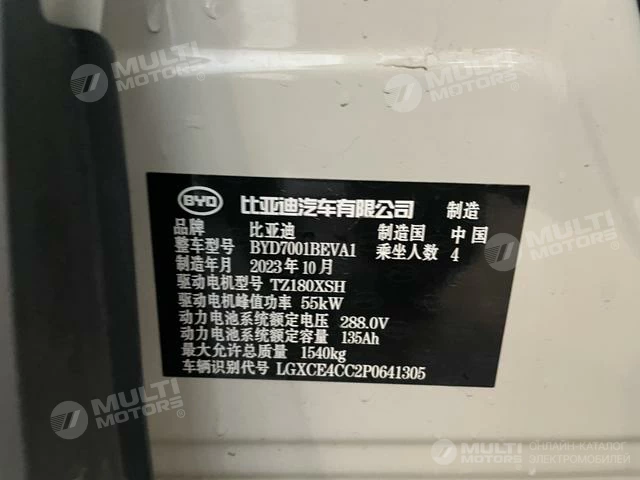 MULTI MOTORS
MULTI MOTORS
MULTI MOTORS
BYD 比亚迪汽车有限公司 制造
品牌 比亚迪 制造国 中国
整车型号 BYD7001BEVA1 乘坐人数 4
制造年月 2023年10月
驱动电机型号 TZ180XSH
驱动电机峰值功率 55kW
动力电池系统额定电压 288.0V
动力电池系统额定容量 135Ah
最大允许总质量 1540kg
车辆识别代号 LGXCE4CC2P0641305
MULTI MOTORS
MULTI MOTORS
MULTI MOTORS
ОНЛАЙН-КАТАЛОГ
ЭЛЕКТРОМОБИЛЕЙ